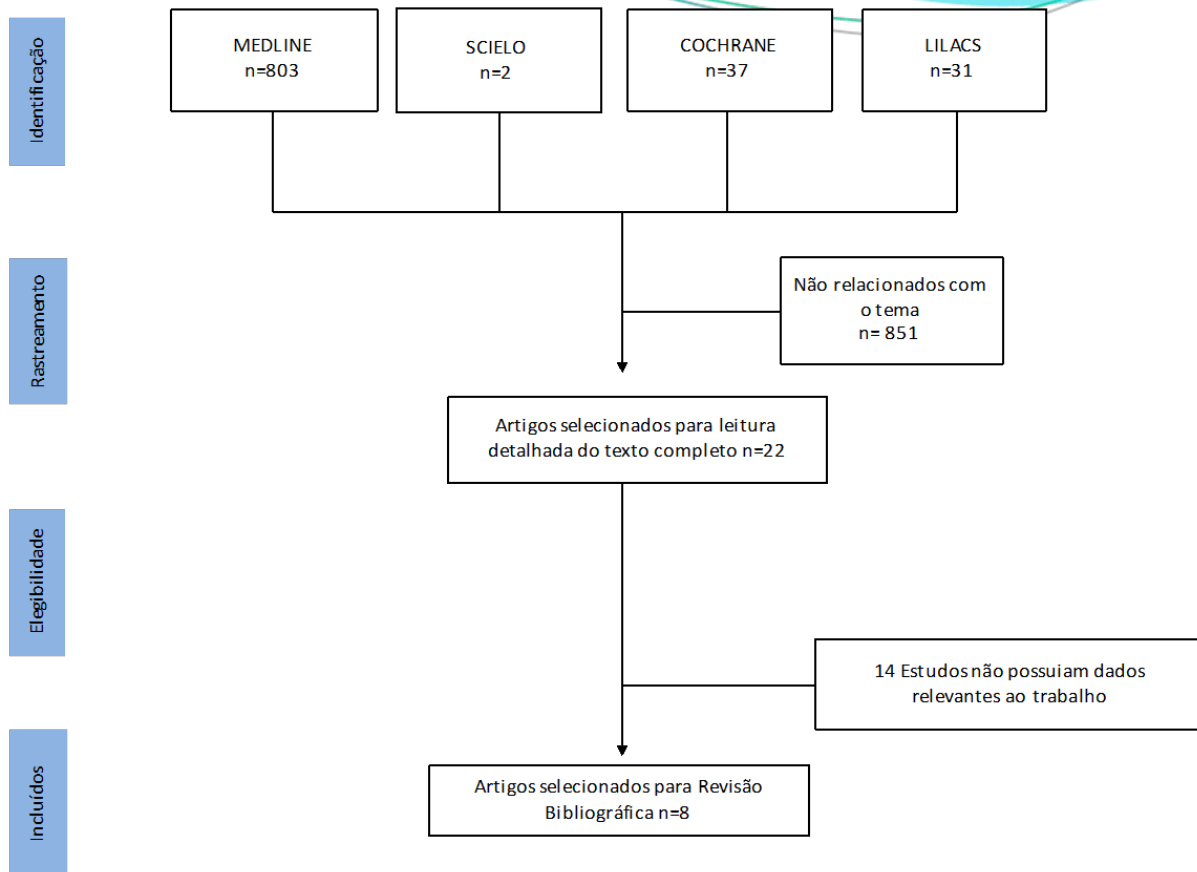 Identificação
MEDLINE
n=803
SCIELO
n=2
COCHRANE
n=37
LILACS
n=31
Rastreamento
Não relacionados com
o tema
n= 851
Artigos selecionados para leitura
detalhada do texto completo n=22
Elegibilidade
14 Estudos não possuiam dados
relevantes ao trabalho
Incluídos
Artigos selecionados para Revisão
Bibliográfica n=8